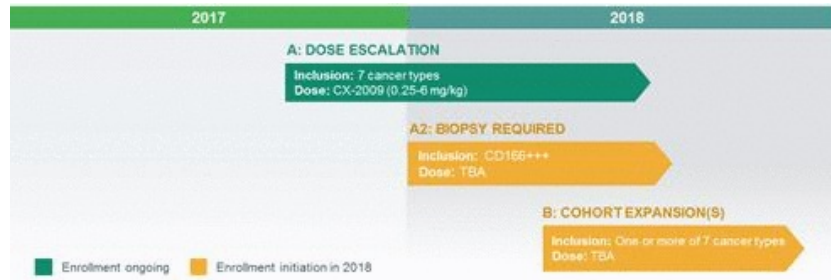 2017
2018
A: DOSE ESCALATION
Inclusion: 7 cancer types
Dose: CX-2009 (0.25-6 mg/kg)
A2: BIOPSY REQUIRED
Inclusion: CD166+++
Dose: TBA
B: COHORT EXPANSION(S)
Inclusion: One or more of 7 cancer types
Dose: TBA
Enrollment ongoing
Enrollment initiation in 2018